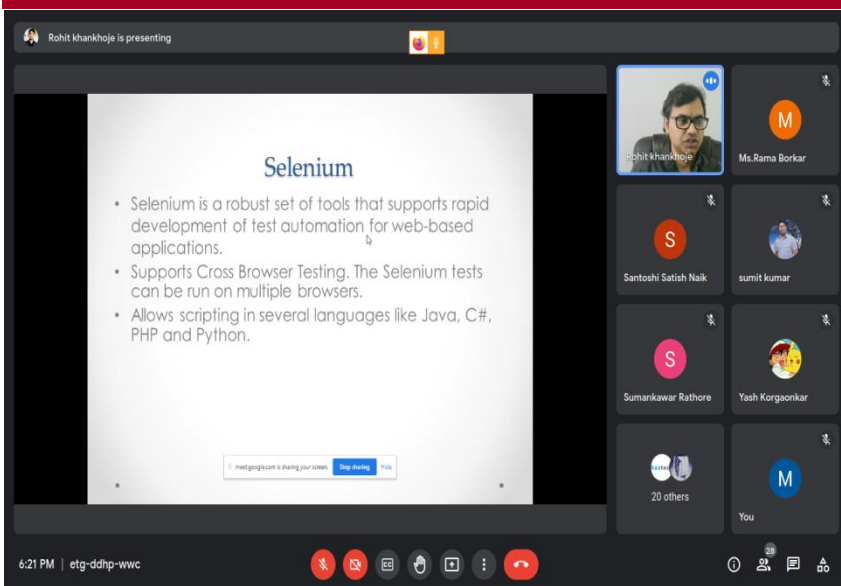 Rohit khankhoje is presenting
Selenium
• Selenium is a robust set of tools that supports rapid
development of test automation for web-based
applications.
• Supports Cross Browser Testing. The Selenium tests
can be run on multiple browsers.
• Allows scripting in several languages like Java, C#,
PHP and Python.
meet.google.com is sharing your screen. Stop sharing Hide
Rohit khankhoje
M
Ms.Rama Borkar
S
Santoshi Satish Naik
sumit kumar
S
Sumankawar Rathore
Yash Korgaonkar
20 others
M
You
6:21 PM | etg-ddhp-wwc
28